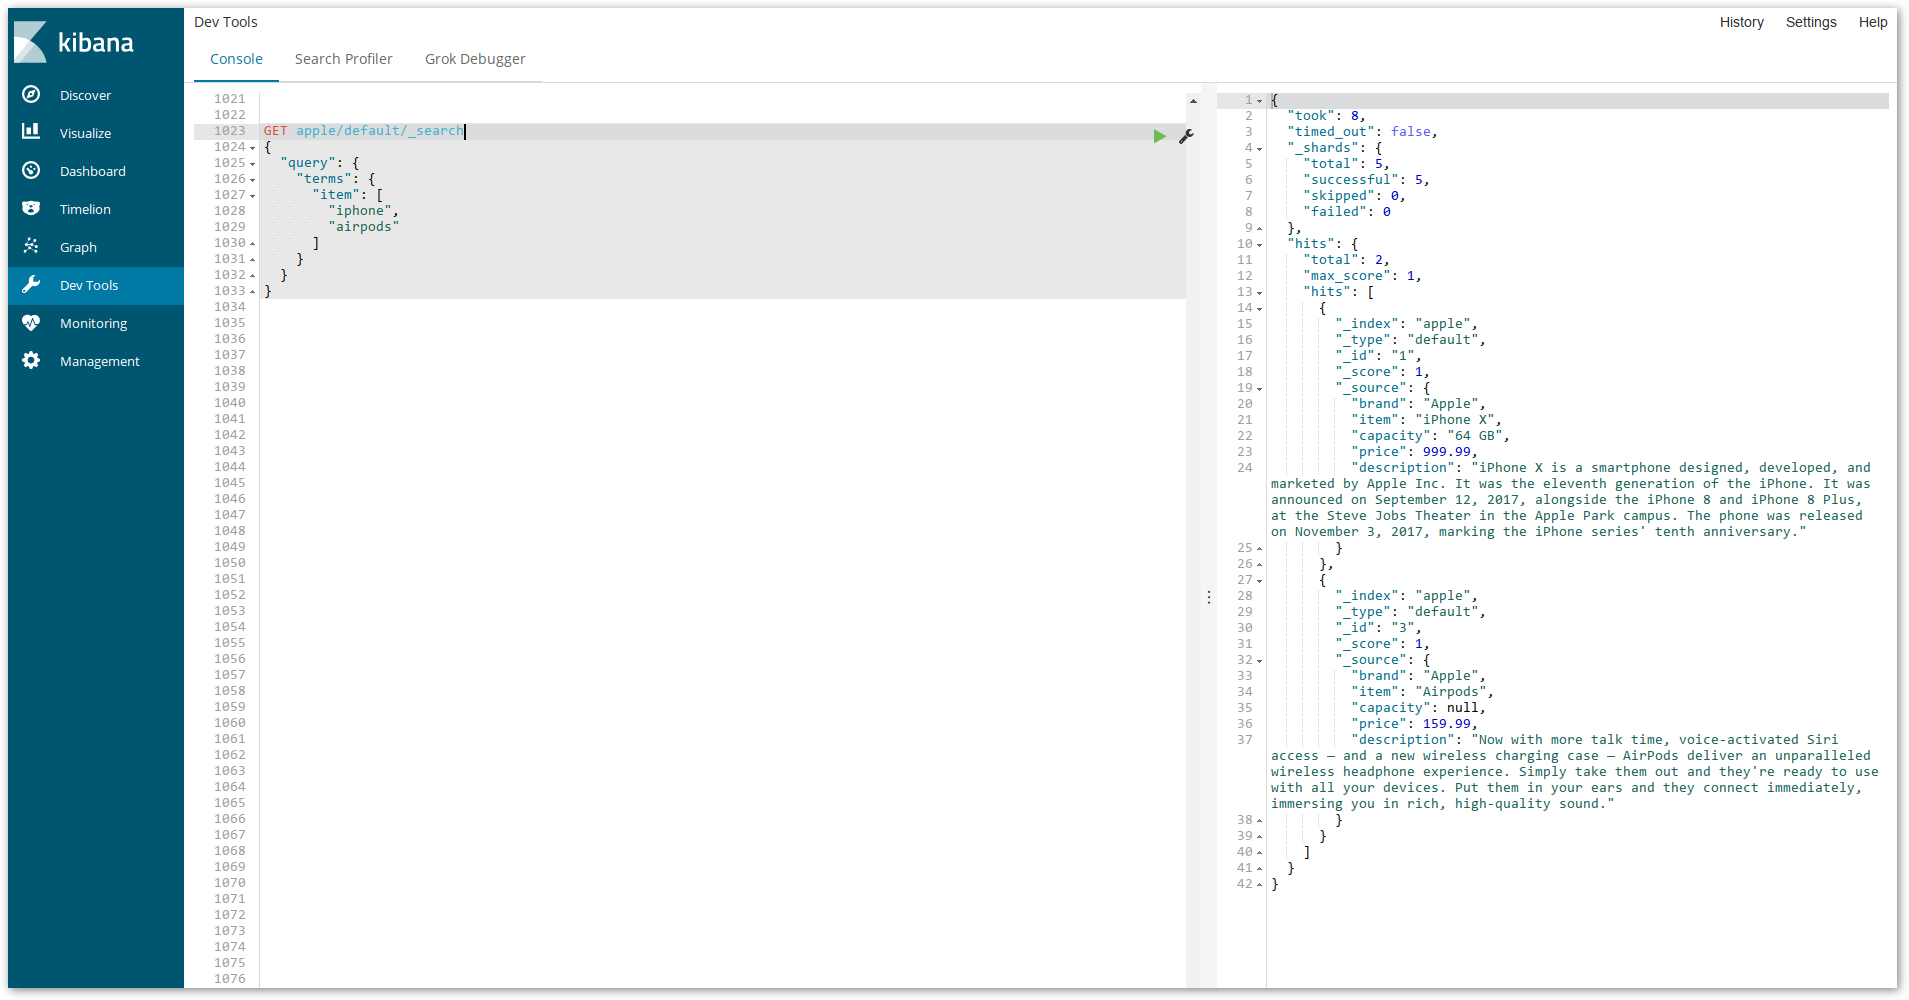 kibana
Discover
Visualize
Dashboard
Timelion
Graph
Dev Tools
Monitoring
Management
Dev Tools
History Settings Help
Console Search Profiler Grok Debugger
1021
1022
1023 GET apple/default/_search
1024 {
1025 "query": {
1026 "terms": {
1027 "item": [
1028 "iphone",
1029 "airpods"
1030 ]
1031 }
1032 }
1033 }
1034
1035
1036
1037
1038
1039
1040
1041
1042
1043
1044
1045
1046
1047
1048
1049
1050
1051
1052
1053
1054
1055
1056
1057
1058
1059
1060
1061
1062
1063
1064
1065
1066
1067
1068
1069
1070
1071
1072
1073
1074
1075
1076
1 {
2 "took": 8,
3 "timed_out": false,
4 "_shards": {
5 "total": 5,
6 "successful": 5,
7 "skipped": 0,
8 "failed": 0
9 },
10 "hits": {
11 "total": 2,
12 "max_score": 1,
13 "hits": [
14 {
15 "_index": "apple",
16 "_type": "default",
17 "_id": "1",
18 "_score": 1,
19 "_source": {
20 "brand": "Apple",
21 "item": "iPhone X",
22 "capacity": "64 GB",
23 "price": 999.99,
24 "description": "iPhone X is a smartphone designed, developed, and
marketed by Apple Inc. It was the eleventh generation of the iPhone. It was
announced on September 12, 2017, alongside the iPhone 8 and iPhone 8 Plus,
at the Steve Jobs Theater in the Apple Park campus. The phone was released
on November 3, 2017, marking the iPhone series' tenth anniversary."
25 }
26 },
27 {
28 "_index": "apple",
29 "_type": "default",
30 "_id": "3",
31 "_score": 1,
32 "_source": {
33 "brand": "Apple",
34 "item": "Airpods",
35 "capacity": null,
36 "price": 159.99,
37 "description": "Now with more talk time, voice-activated Siri
access — and a new wireless charging case — AirPods deliver an unparalleled
wireless headphone experience. Simply take them out and they're ready to use
with all your devices. Put them in your ears and they connect immediately,
immersing you in rich, high-quality sound."
38 }
39 }
40 ]
41 }
42 }